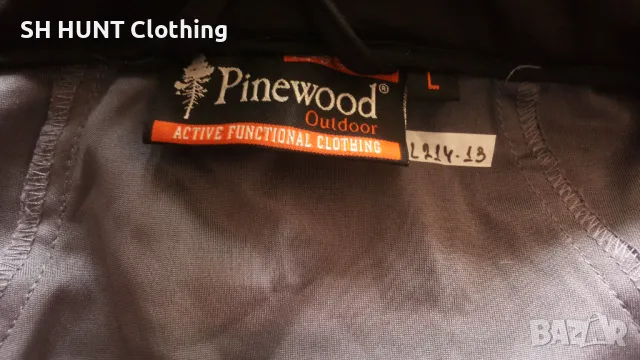 SH HUNT Clothing
Pinewood®
Outdoor
ACTIVE FUNCTIONAL CLOTHING
L
L214.13
BAZAR